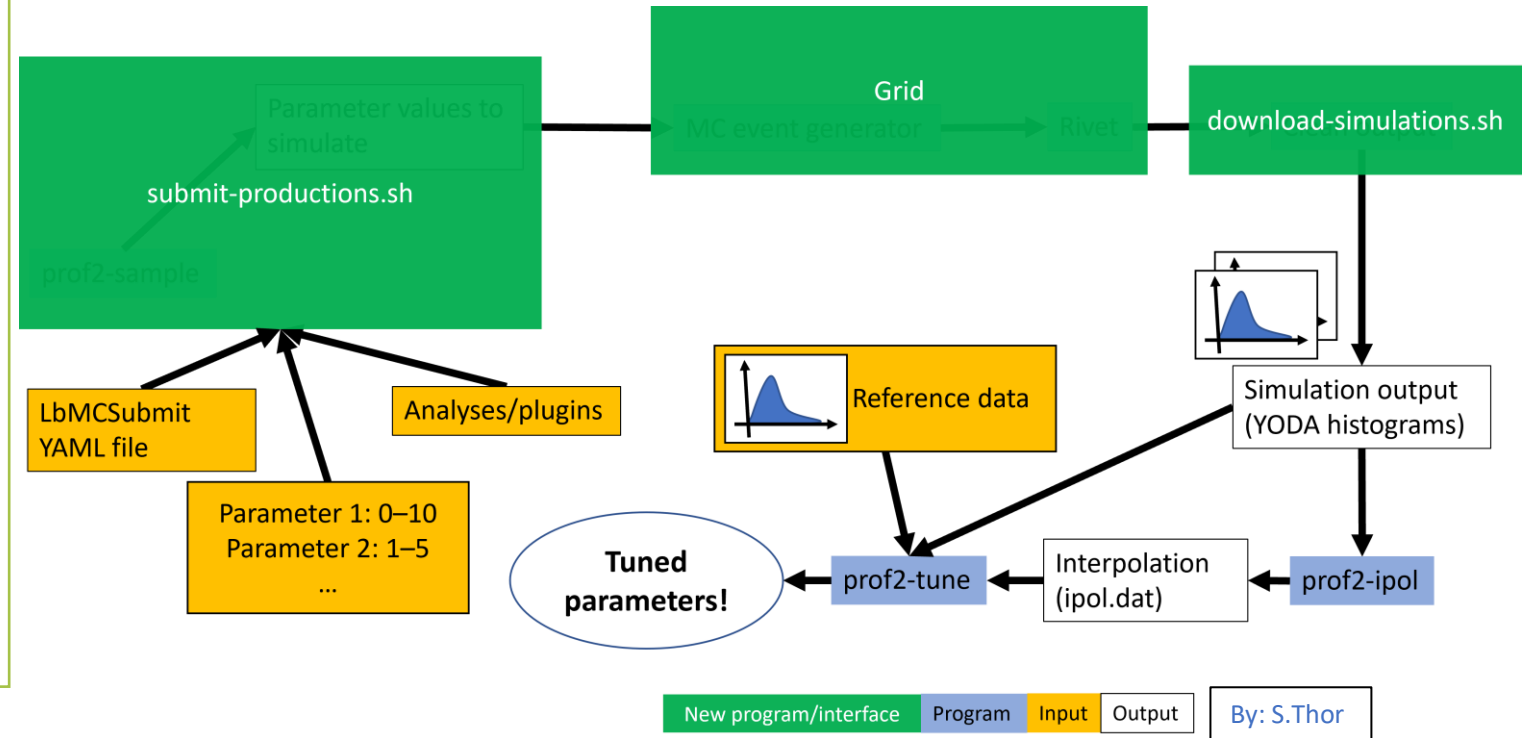 Grid
Parameter values to
simulate
MC event generator
Rivet
download-simulations.sh
submit-productions.sh
prof2-sample
LbMCSubmit
YAML file
Analyses/plugins
Reference data
Simulation output
(YODA histograms)
Parameter 1: 0–10
Parameter 2: 1–5
...
Tuned
parameters!
prof2-tune
Interpolation
(ipol.dat)
prof2-ipol
New program/interface
Program
Input
Output
By: S.Thor